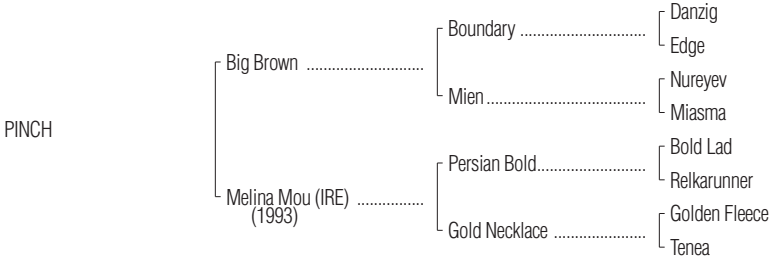 Danzig
Boundary ..............................
Edge
Big Brown ............................
Nureyev
Mien ......................................
Miasma
PINCH
Bold Lad
Persian Bold..........................
Relkarunner
Melina Mou (IRE) ................
(1993)
Golden Fleece
Gold Necklace ......................
Tenea